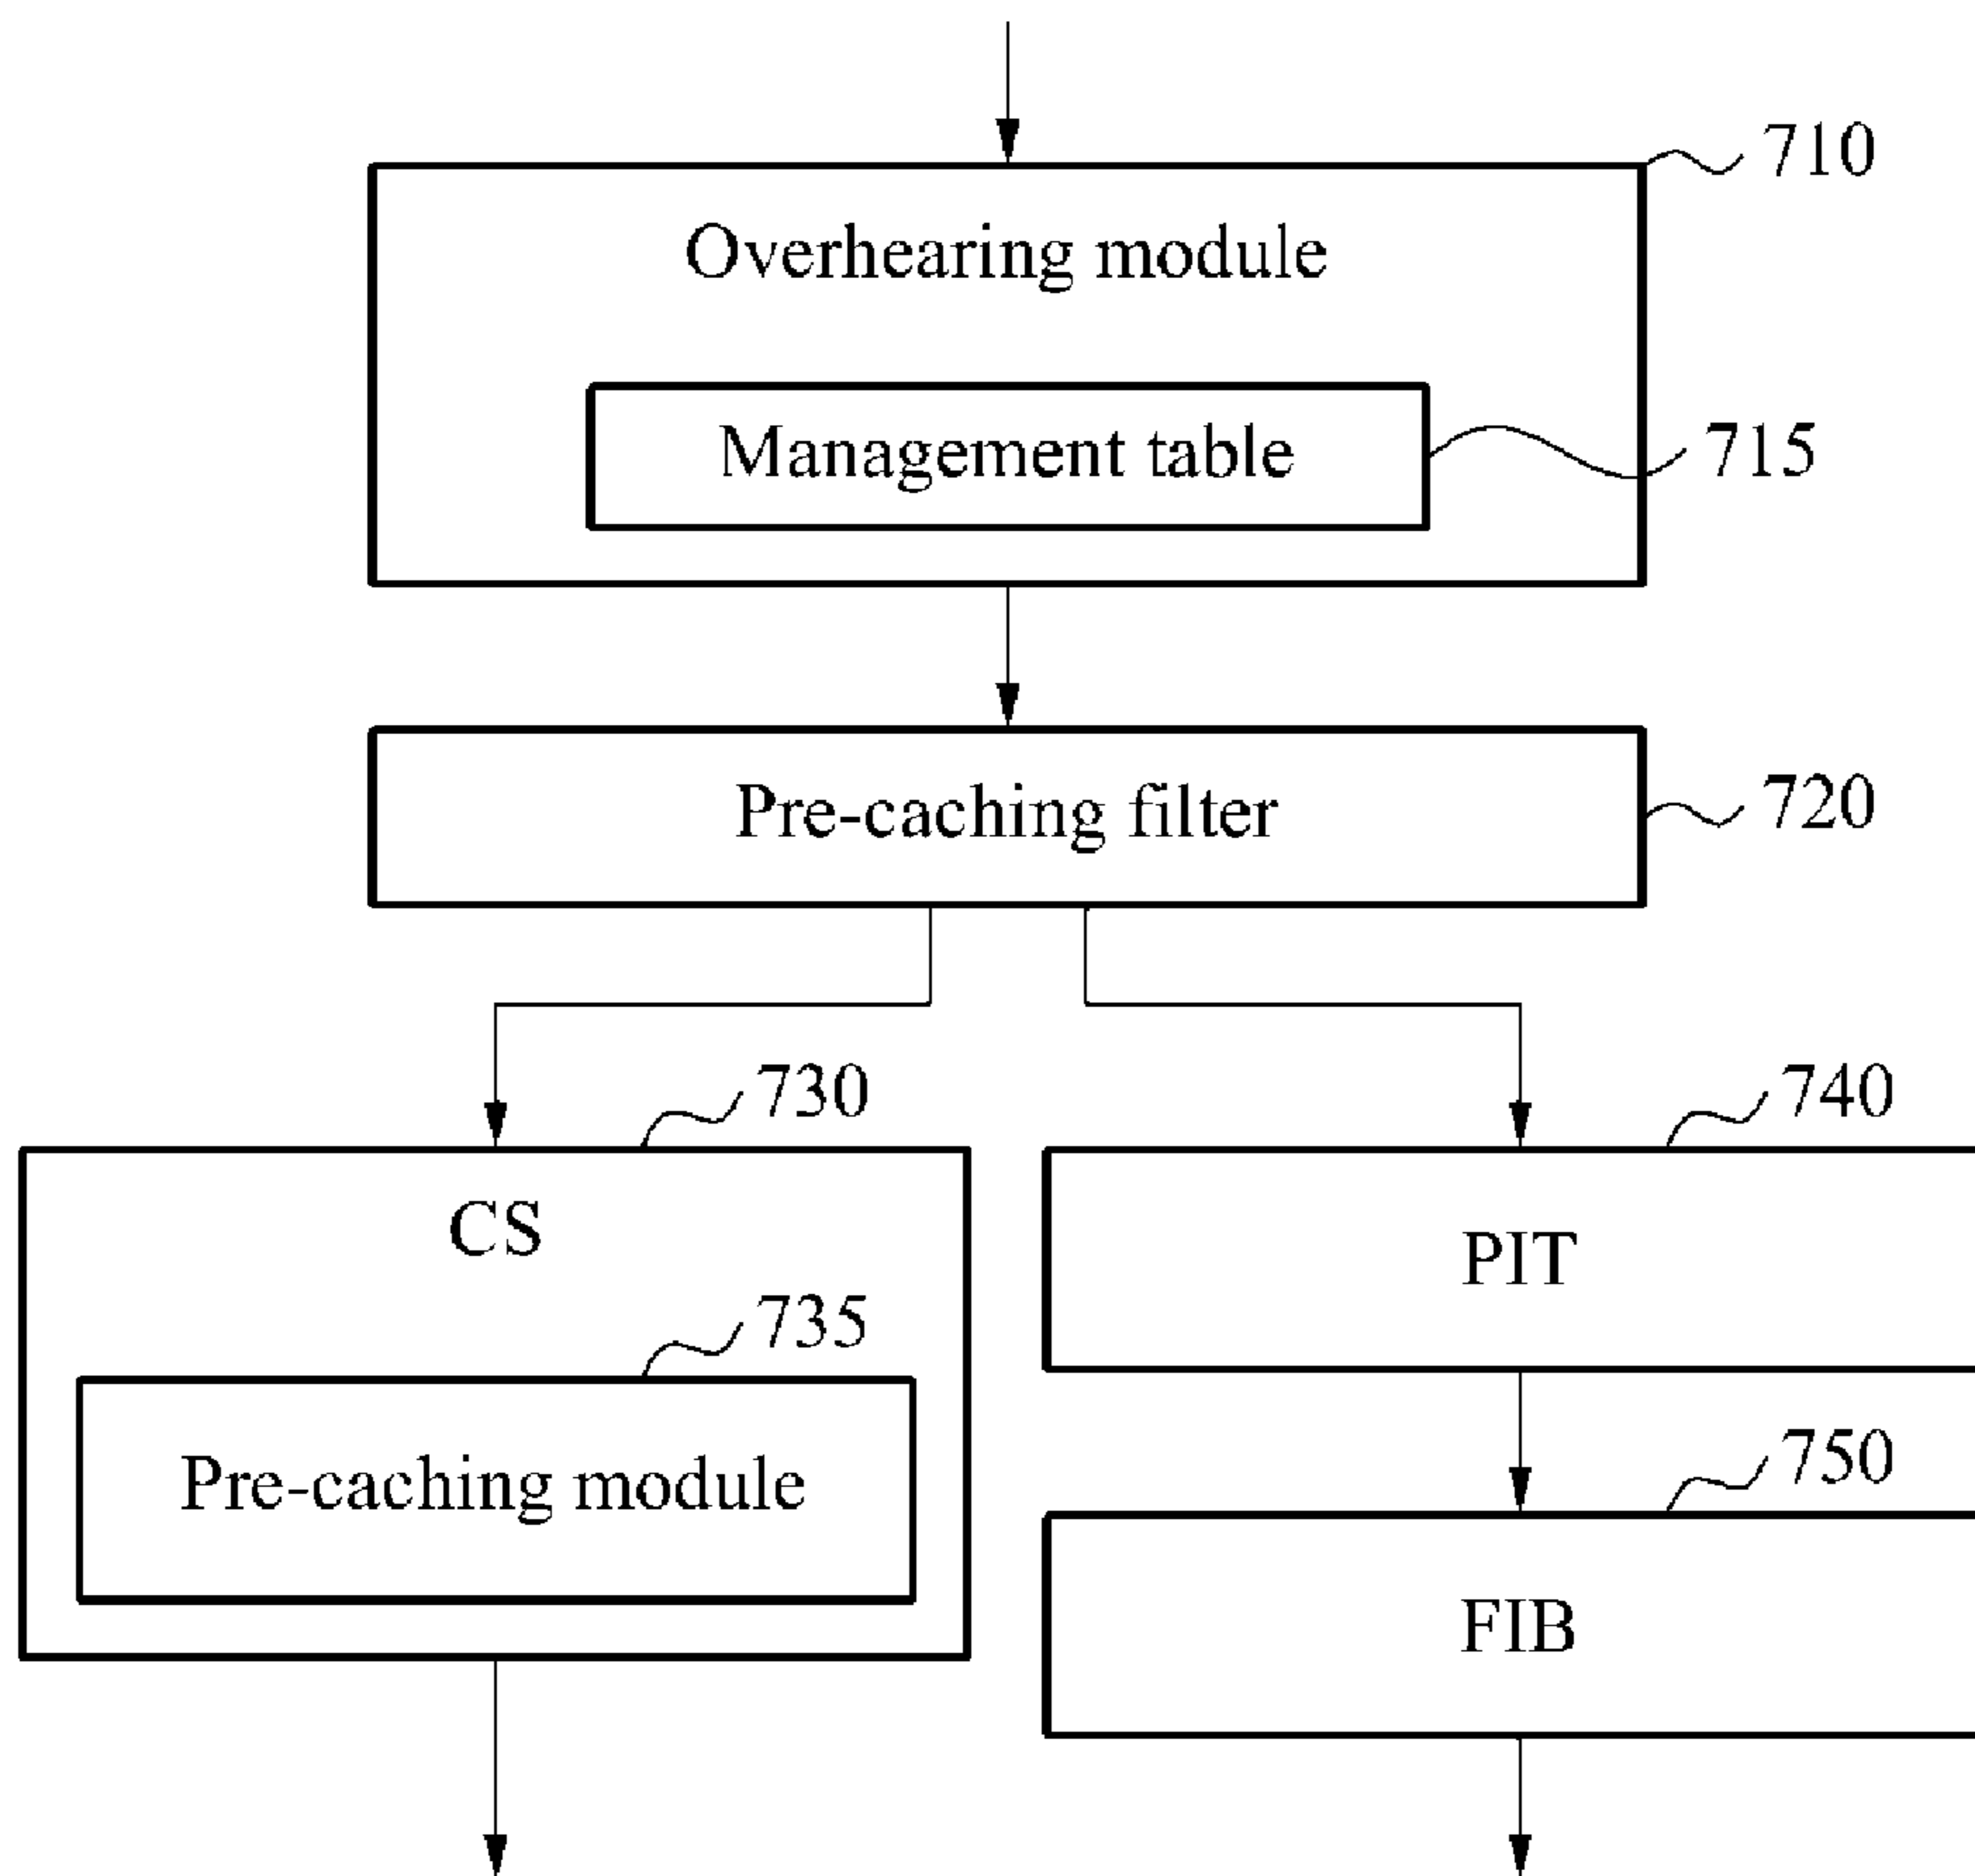 710
Overhearing module
Management table
715
Pre-caching filter
720
730
740
CS
PIT
735
Pre-caching module
750
FIB